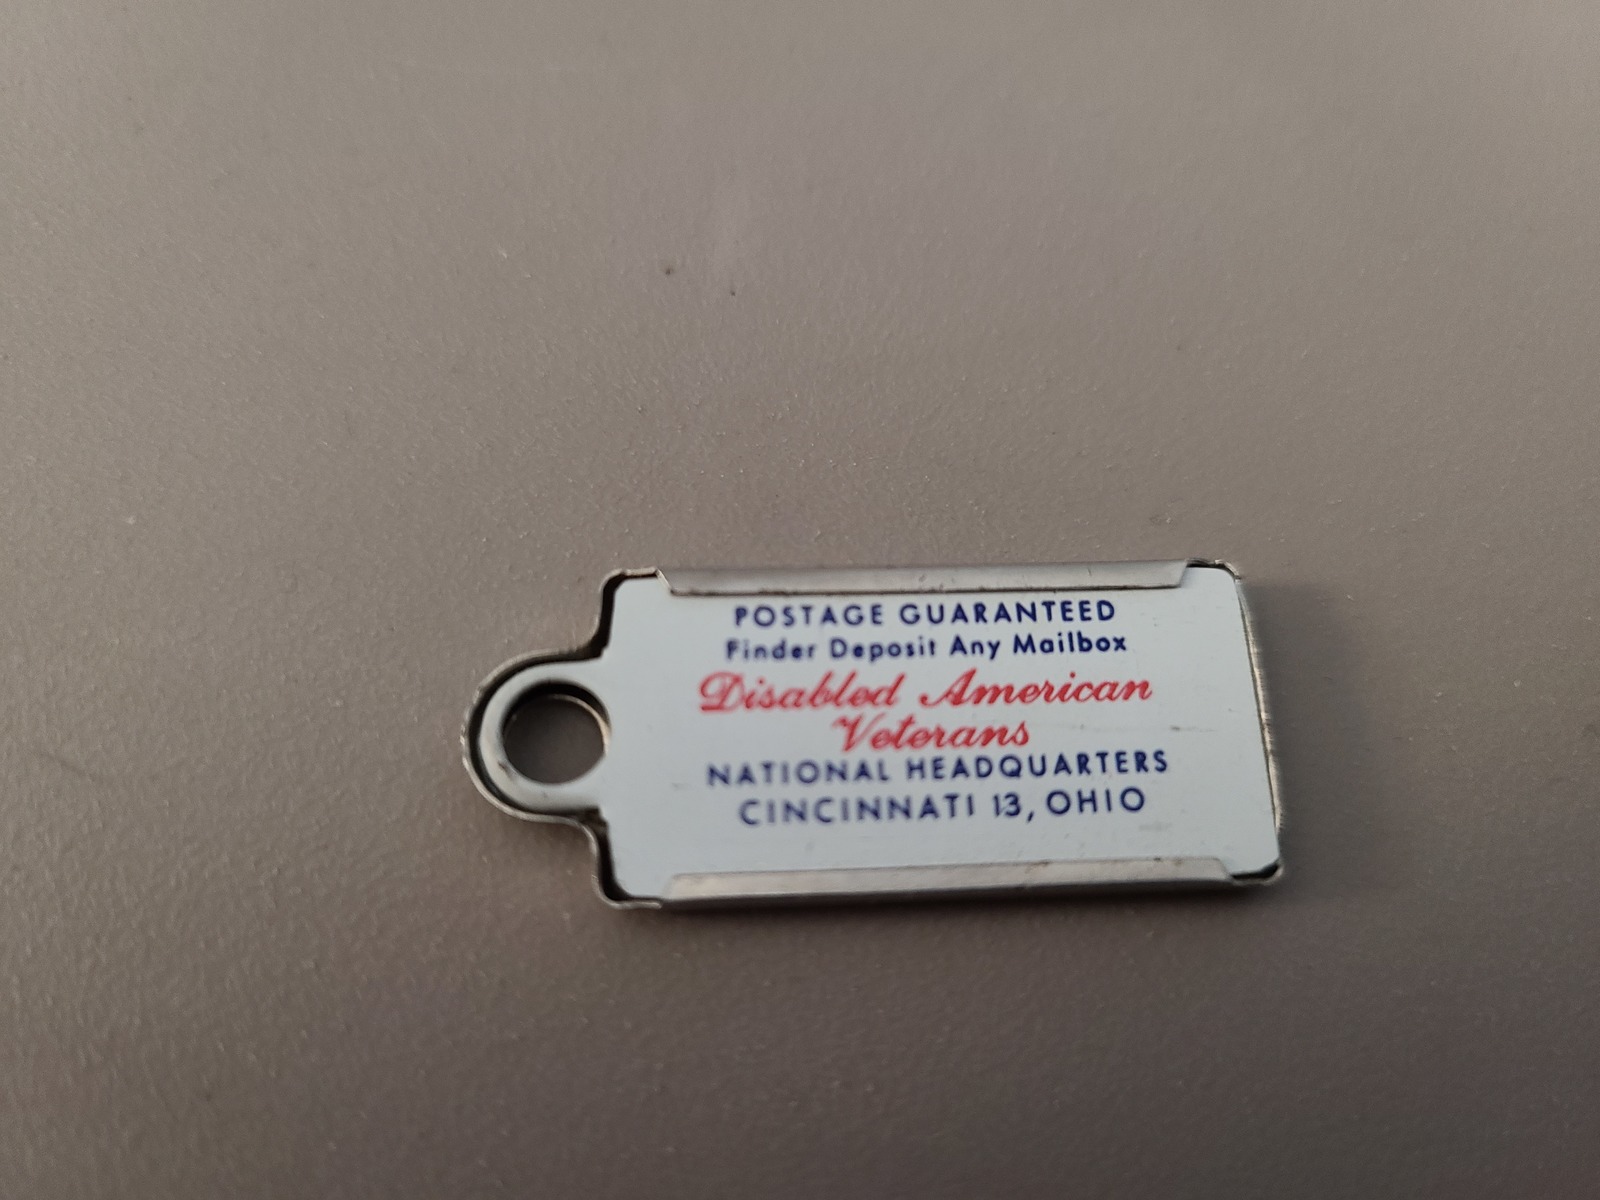 POSTAGE GUARANTEED
Finder Deposit Any Mailbox
Disabled American
Veterans
NATIONAL HEADQUARTERS
CINCINNATI 13, OHIO